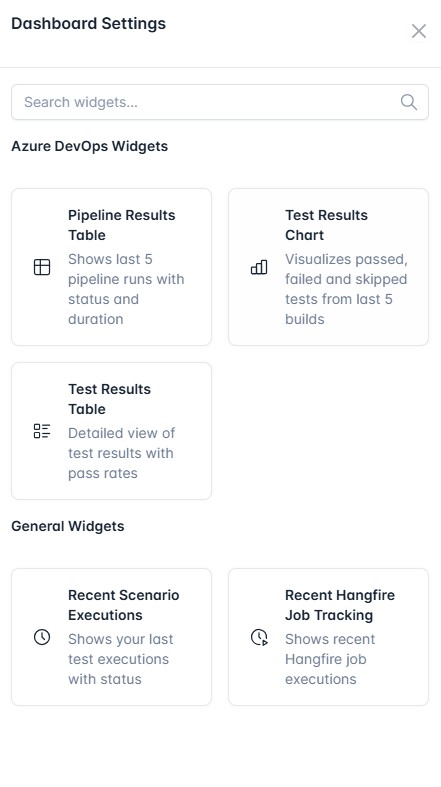 Dashboard Settings
Search widgets...
Azure DevOps Widgets
Pipeline Results
Table
Shows last 5
pipeline runs with
status and
duration
Test Results
Chart
Visualizes passed,
failed and skipped
tests from last 5
builds
Test Results
Table
Detailed view of
test results with
pass rates
General Widgets
Recent Scenario
Executions
Shows your last
test executions
with status
Recent Hangfire
Job Tracking
Shows recent
Hangfire job
executions